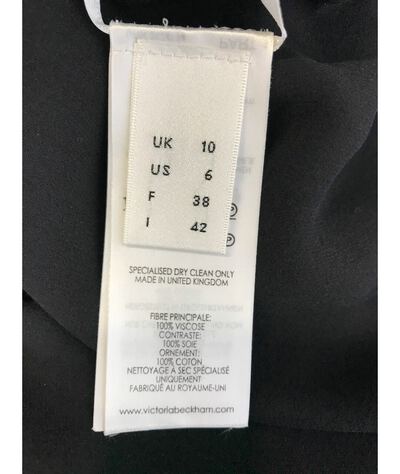 UK 10
US 6
F 38
I 42
P
P
SPECIALISED DRY CLEAN ONLY
MADE IN UNITED KINGDOM
FIBRE PRINCIPALE:
100% VISCOSE
CONTRASTE:
100% SOIE
ORNEMENT:
100% COTON
NETTOYAGE A SEC SPÉCIALISÉ
UNIQUEMENT
FABRIQUÉ AU ROYAUME-UNI
www.victoriabeckham.com